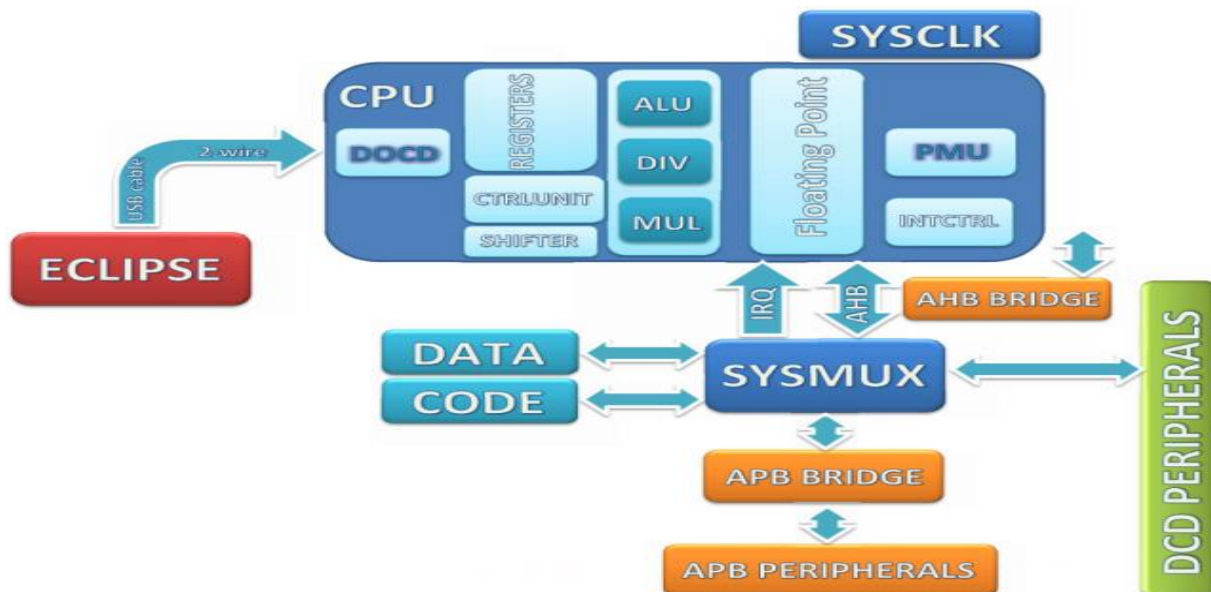 SYSCLK
CPU
DOCD
REGISTERS
CTRLUNIT
SHIFTER
ALU
DIV
MUL
Floating Point
PMU
INTCTRL
2-wire
USB cable
ECLIPSE
IRQ
AHB
AHB BRIDGE
DATA
CODE
SYSMUX
DCD PERIPHERALS
APB BRIDGE
APB PERIPHERALS